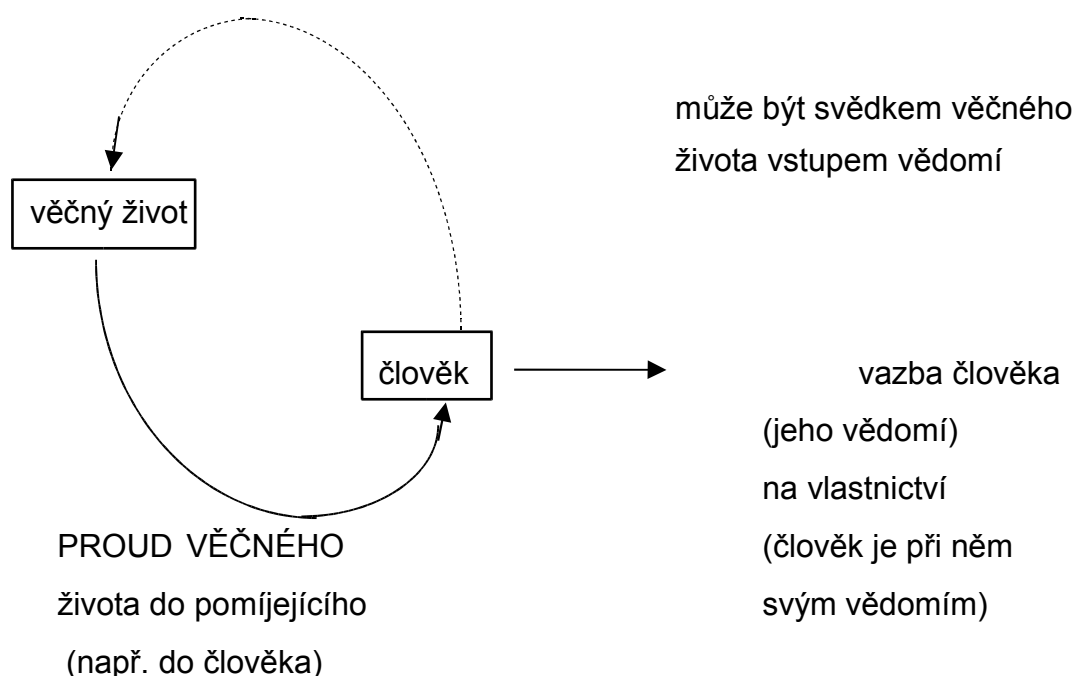 může být svědkem věčného
života vstupem vědomí
věčný život
člověk
vazba člověka
(jeho vědomí)
na vlastnictví
(člověk je při něm
svým vědomím)
PROUD VĚČNÉHO
života do pomíjejícího
(např. do člověka)